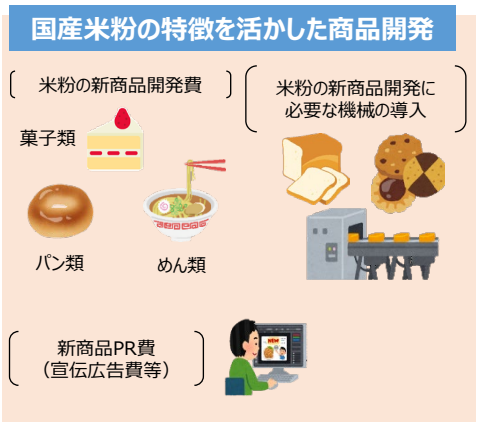 国産米粉の特徴を活かした商品開発
米粉の新商品開発費
菓子類
パン類
めん類
米粉の新商品開発に
必要な機械の導入
新商品PR費
（宣伝広告費等）